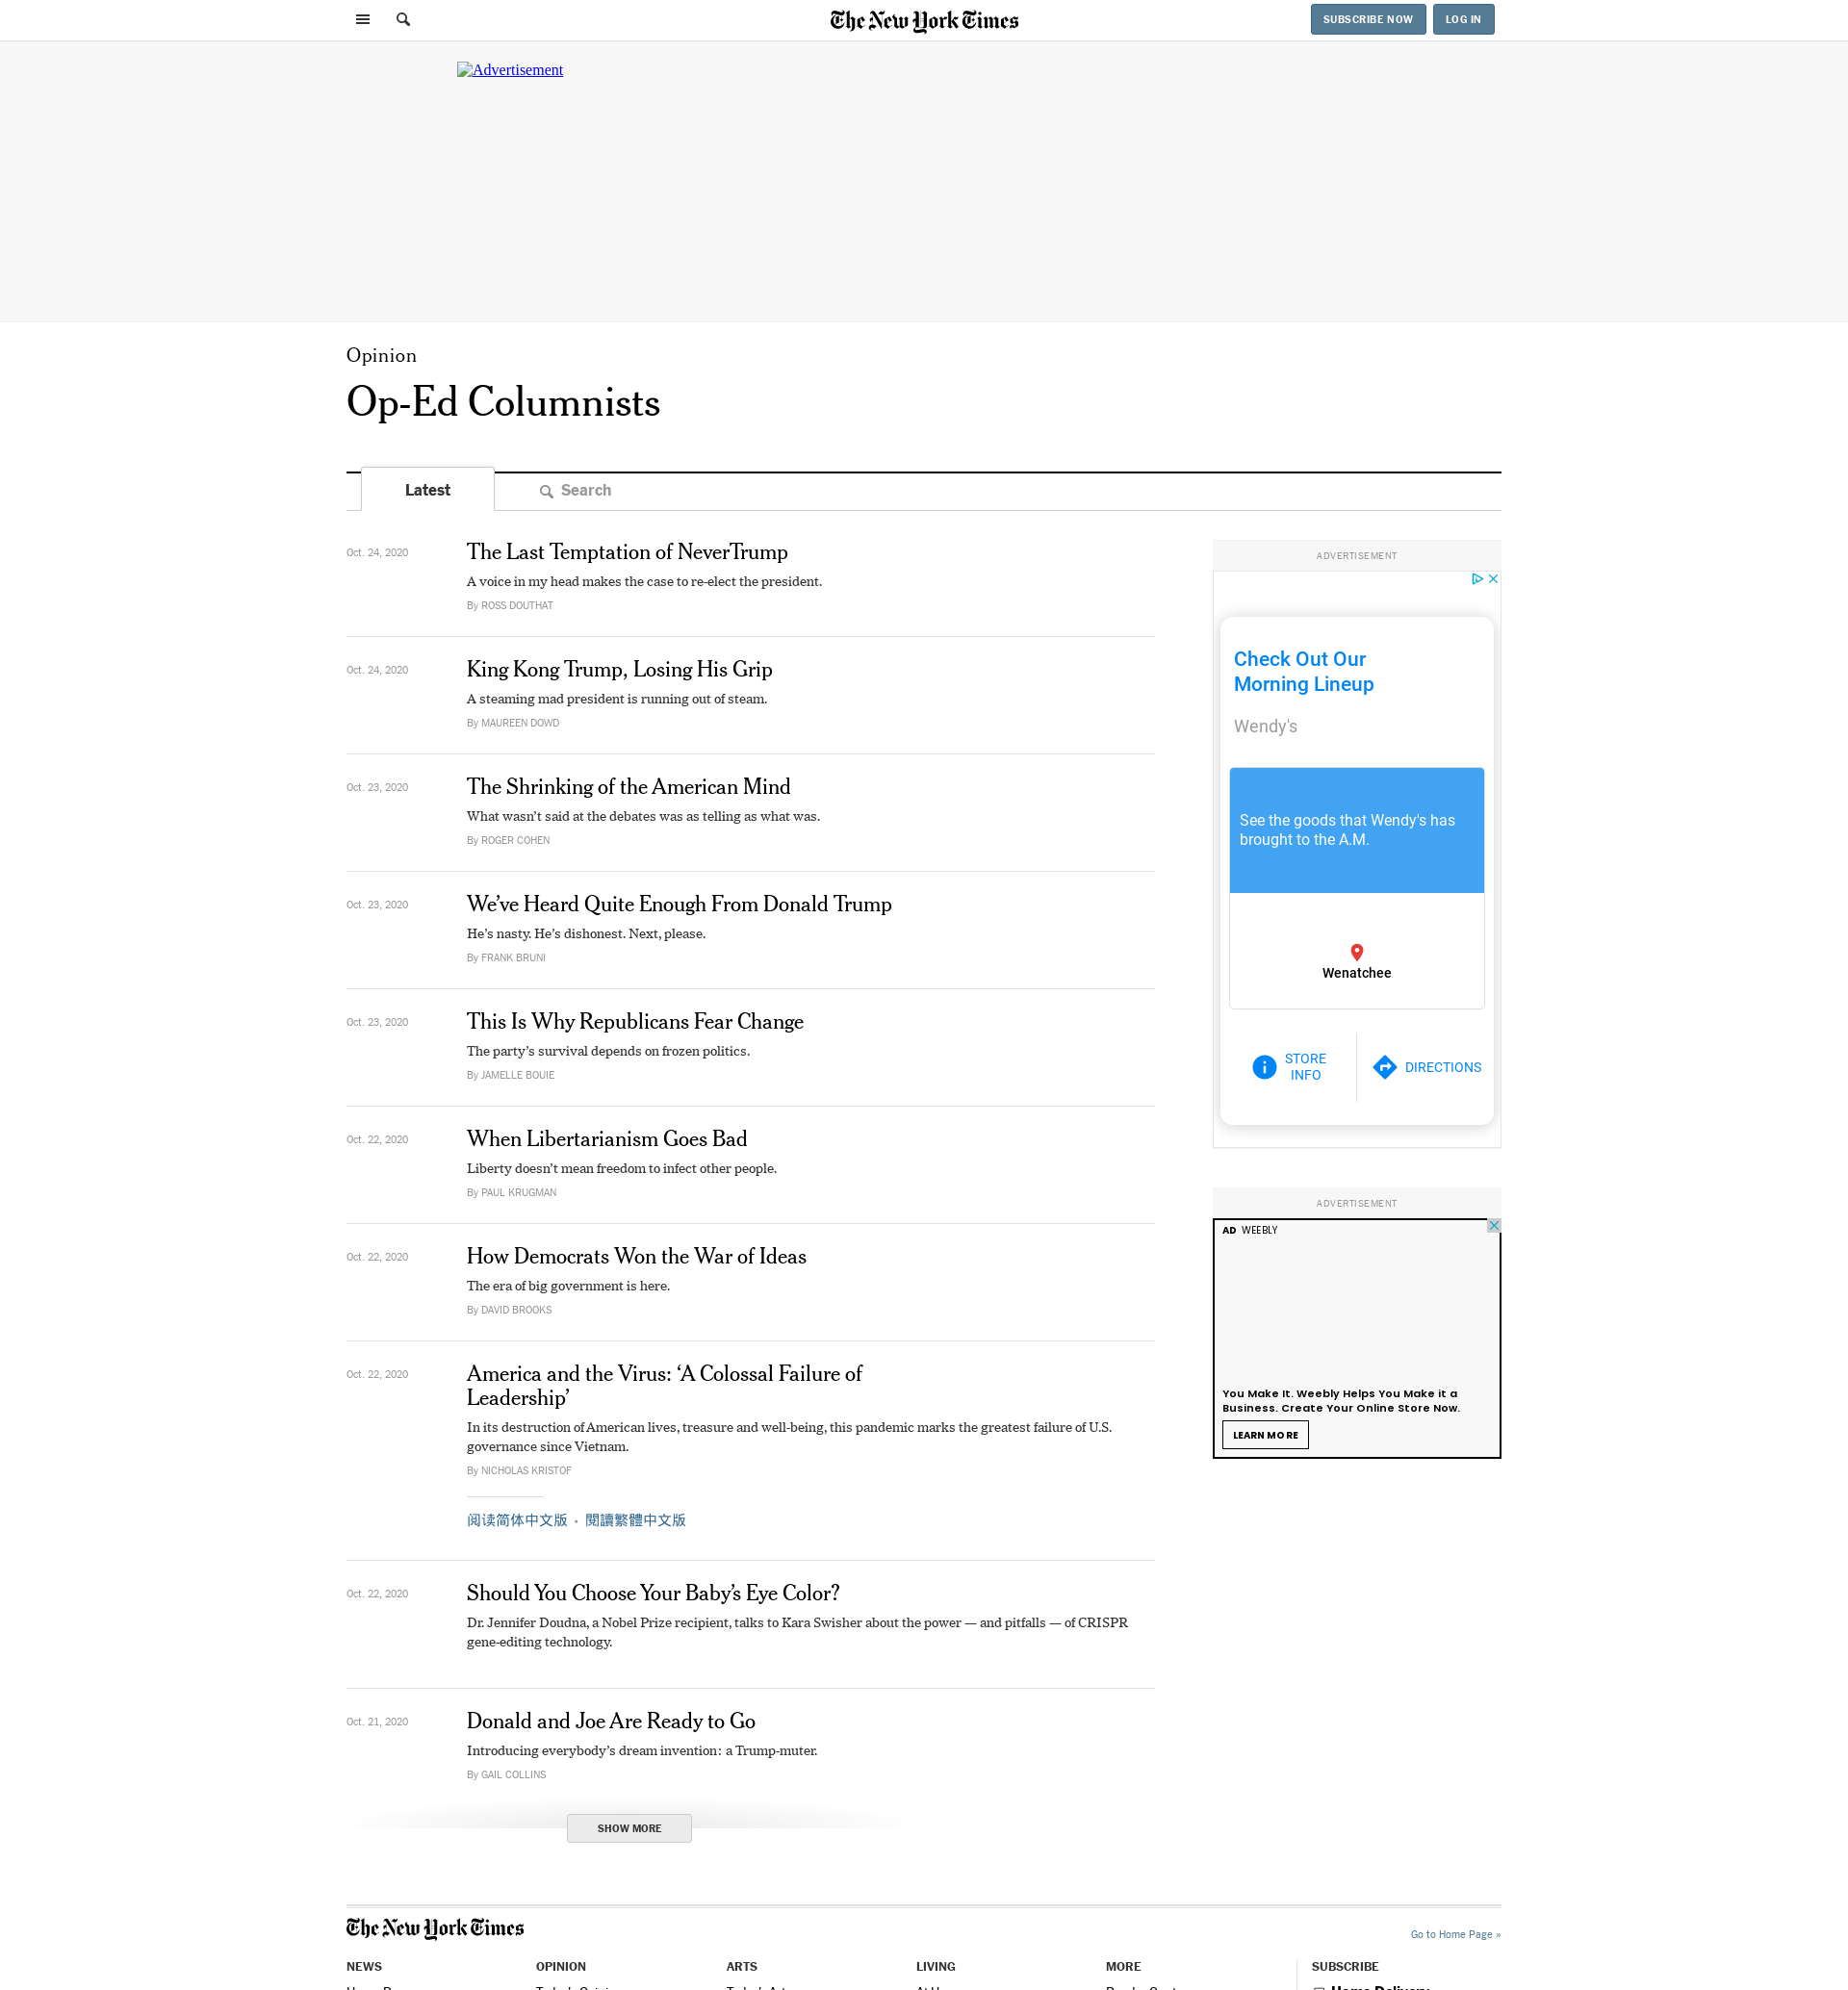 The New York Times
SUBSCRIBE NOW
LOG IN
Advertisement
Opinion
Op-Ed Columnists
Latest
Search
Oct. 24, 2020
The Last Temptation of NeverTrump
A voice in my head makes the case to re-elect the president.
By ROSS DOUTHAT
Oct. 24, 2020
King Kong Trump, Losing His Grip
A steaming mad president is running out of steam.
By MAUREEN DOWD
Oct. 23, 2020
The Shrinking of the American Mind
What wasn’t said at the debates was as telling as what was.
By ROGER COHEN
Oct. 23, 2020
We’ve Heard Quite Enough From Donald Trump
He’s nasty. He’s dishonest. Next, please.
By FRANK BRUNI
Oct. 23, 2020
This Is Why Republicans Fear Change
The party’s survival depends on frozen politics.
By JAMELLE BOUIE
Oct. 22, 2020
When Libertarianism Goes Bad
Liberty doesn’t mean freedom to infect other people.
By PAUL KRUGMAN
Oct. 22, 2020
How Democrats Won the War of Ideas
The era of big government is here.
By DAVID BROOKS
Oct. 22, 2020
America and the Virus: ‘A Colossal Failure of
Leadership’
In its destruction of American lives, treasure and well-being, this pandemic marks the greatest failure of U.S.
governance since Vietnam.
By NICHOLAS KRISTOF
阅读简体中文版 • 閱讀繁體中文版
Oct. 22, 2020
Should You Choose Your Baby’s Eye Color?
Dr. Jennifer Doudna, a Nobel Prize recipient, talks to Kara Swisher about the power — and pitfalls — of CRISPR
gene-editing technology.
Oct. 21, 2020
Donald and Joe Are Ready to Go
Introducing everybody’s dream invention: a Trump-muter.
By GAIL COLLINS
SHOW MORE
ADVERTISEMENT
Check Out Our
Morning Lineup
Wendy's
See the goods that Wendy's has
brought to the A.M.
Wenatchee
STORE
INFO
DIRECTIONS
ADVERTISEMENT
AD WEEBLY
You Make It. Weebly Helps You Make it a
Business. Create Your Online Store Now.
LEARN MORE
The New York Times
Go to Home Page »
NEWS
OPINION
ARTS
LIVING
MORE
SUBSCRIBE